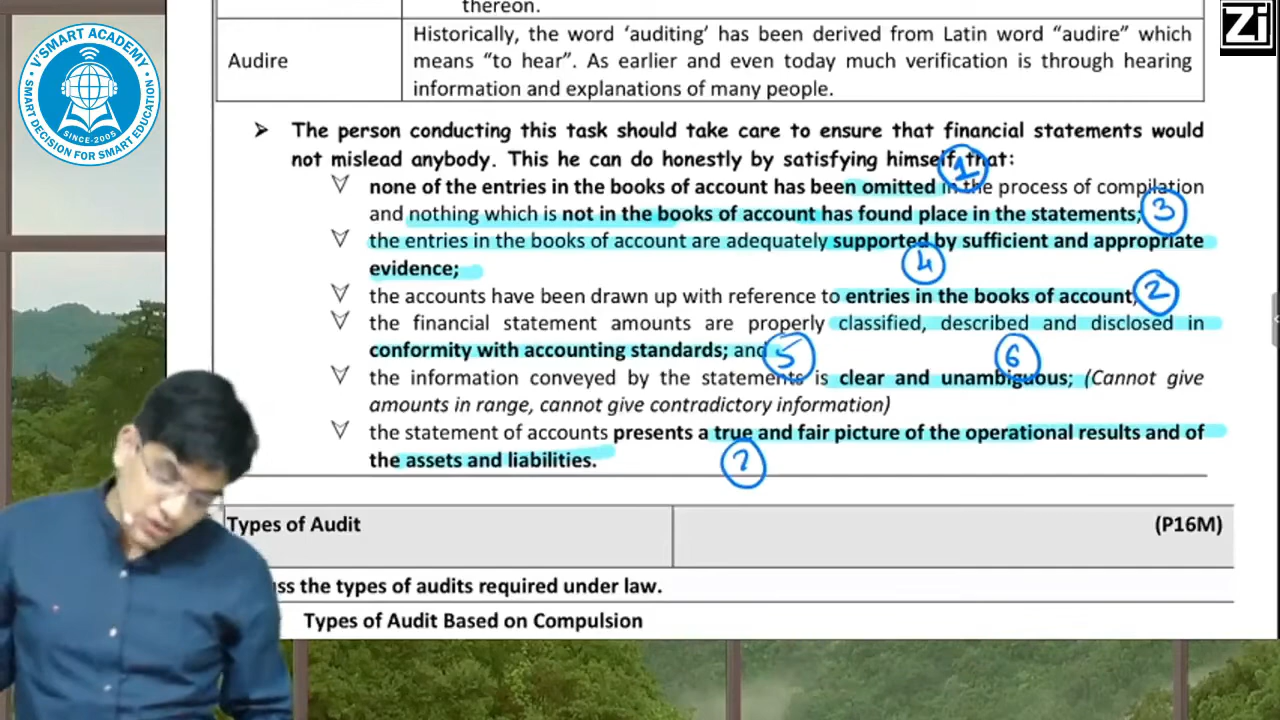 thereon.
Zi
V'SMART ACADEMY
SMART DECISION FOR SMART EDUCATION
SINCE-2005
Audire
Historically, the word ‘auditing’ has been derived from Latin word “audire” which
means “to hear”. As earlier and even today much verification is through hearing
information and explanations of many people.
➤ The person conducting this task should take care to ensure that financial statements would
not mislead anybody. This he can do honestly by satisfying himself that:
1
none of the entries in the books of account has been omitted in the process of compilation
and nothing which is not in the books of account has found place in the statements; 3
the entries in the books of account are adequately supported by sufficient and appropriate
evidence; 4
the accounts have been drawn up with reference to entries in the books of account; 2
the financial statement amounts are properly classified, described and disclosed in
conformity with accounting standards; and 5 6
the information conveyed by the statements is clear and unambiguous; (Cannot give
amounts in range, cannot give contradictory information)
the statement of accounts presents a true and fair picture of the operational results and of
the assets and liabilities. 7
Types of Audit (P16M)
ss the types of audits required under law.
Types of Audit Based on Compulsion